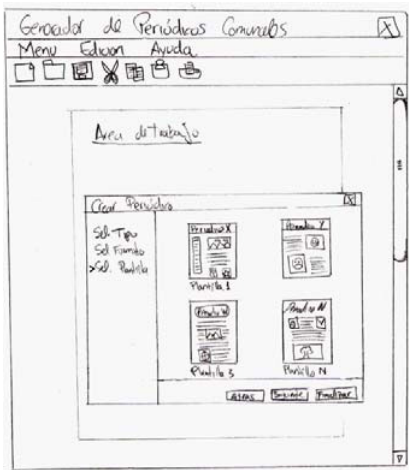 Generador de Periódicos Comunales X
Menu Edicion Ayuda
Area de trabajo
Crear Periódico X
Sel. Tipo
Sel Formato
>Sel. Plantilla
Periodico X
Plantilla 1
Periodico Y
Periodico
Plantilla 3
Periodico N
Plantilla N
Atras Siguiente Finalizar